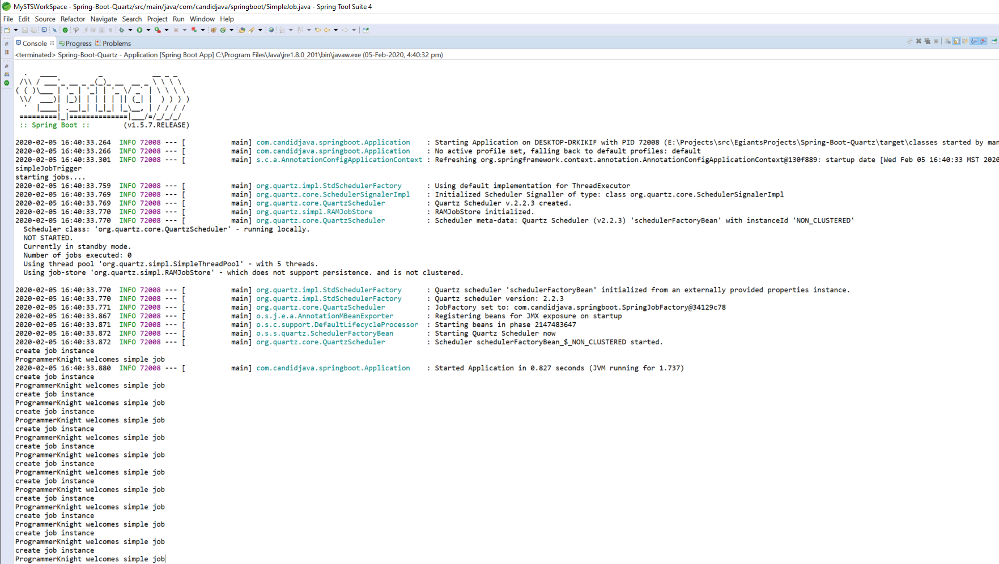 MySTSWorkSpace - Spring-Boot-Quartz/src/main/java/com/candidjava/springboot/SimpleJob.java - Spring Tool Suite 4
File Edit Source Refactor Navigate Search Project Run Window Help
Console Progress Problems
<terminated> Spring-Boot-Quartz - Application [Spring Boot App] C:\Program Files\Java\jre1.8.0_201\bin\javaw.exe (05-Feb-2020, 4:40:32 pm)
Spring
:: Spring Boot :: (v1.5.7.RELEASE)
2020-02-05 16:40:33.264 INFO 72008 --- [ main] com.candidjava.springboot.Application : Starting Application on DESKTOP-DRKIKIF with PID 72008 (E:\Projects\src\EgiantsProjects\Spring-Boot-Quartz\target\classes started by man
2020-02-05 16:40:33.266 INFO 72008 --- [ main] com.candidjava.springboot.Application : No active profile set, falling back to default profiles: default
2020-02-05 16:40:33.301 INFO 72008 --- [ main] s.c.a.AnnotationConfigApplicationContext : Refreshing org.springframework.context.annotation.AnnotationConfigApplicationContext@130f889: startup date [Wed Feb 05 16:40:33 MST 2020
simpleJobTrigger
starting jobs....
2020-02-05 16:40:33.759 INFO 72008 --- [ main] org.quartz.impl.StdSchedulerFactory : Using default implementation for ThreadExecutor
2020-02-05 16:40:33.769 INFO 72008 --- [ main] org.quartz.core.SchedulerSignalerImpl : Initialized Scheduler Signaller of type: class org.quartz.core.SchedulerSignalerImpl
2020-02-05 16:40:33.769 INFO 72008 --- [ main] org.quartz.core.QuartzScheduler : Quartz Scheduler v.2.2.3 created.
2020-02-05 16:40:33.770 INFO 72008 --- [ main] org.quartz.simpl.RAMJobStore : RAMJobStore initialized.
2020-02-05 16:40:33.770 INFO 72008 --- [ main] org.quartz.core.QuartzScheduler : Scheduler meta-data: Quartz Scheduler (v2.2.3) 'schedulerFactoryBean' with instanceId 'NON_CLUSTERED'
Scheduler class: 'org.quartz.core.QuartzScheduler' - running locally.
NOT STARTED.
Currently in standby mode.
Number of jobs executed: 0
Using thread pool 'org.quartz.simpl.SimpleThreadPool' - with 5 threads.
Using job-store 'org.quartz.simpl.RAMJobStore' - which does not support persistence. and is not clustered.
2020-02-05 16:40:33.770 INFO 72008 --- [ main] org.quartz.impl.StdSchedulerFactory : Quartz scheduler 'schedulerFactoryBean' initialized from an externally provided properties instance.
2020-02-05 16:40:33.770 INFO 72008 --- [ main] org.quartz.impl.StdSchedulerFactory : Quartz scheduler version: 2.2.3
2020-02-05 16:40:33.771 INFO 72008 --- [ main] org.quartz.core.QuartzScheduler : JobFactory set to: com.candidjava.springboot.SpringJobFactory@34129c78
2020-02-05 16:40:33.867 INFO 72008 --- [ main] o.s.j.e.a.AnnotationMBeanExporter : Registering beans for JMX exposure on startup
2020-02-05 16:40:33.871 INFO 72008 --- [ main] o.s.c.support.DefaultLifecycleProcessor : Starting beans in phase 2147483647
2020-02-05 16:40:33.872 INFO 72008 --- [ main] o.s.s.quartz.SchedulerFactoryBean : Starting Quartz Scheduler now
2020-02-05 16:40:33.872 INFO 72008 --- [ main] org.quartz.core.QuartzScheduler : Scheduler schedulerFactoryBean_$_NON_CLUSTERED started.
create job instance
ProgrammerKnight welcomes simple job
2020-02-05 16:40:33.880 INFO 72008 --- [ main] com.candidjava.springboot.Application : Started Application in 0.827 seconds (JVM running for 1.737)
create job instance
ProgrammerKnight welcomes simple job
create job instance
ProgrammerKnight welcomes simple job
create job instance
ProgrammerKnight welcomes simple job
create job instance
ProgrammerKnight welcomes simple job
create job instance
ProgrammerKnight welcomes simple job
create job instance
ProgrammerKnight welcomes simple job
create job instance
ProgrammerKnight welcomes simple job
create job instance
ProgrammerKnight welcomes simple job
create job instance
ProgrammerKnight welcomes simple job
create job instance
ProgrammerKnight welcomes simple job
create job instance
ProgrammerKnight welcomes simple job